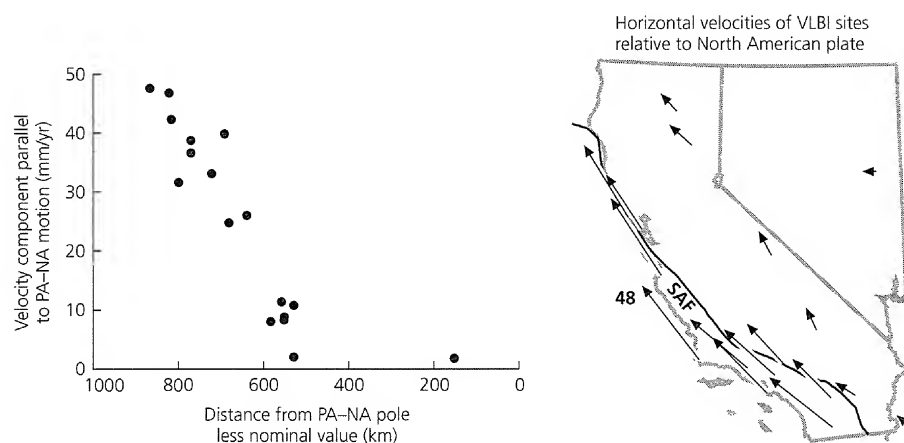 50
40
30
20
10
0
Velocity component parallel
to PA–NA motion (mm/yr)
1000
800
600
400
200
0
Distance from PA–NA pole
less nominal value (km)
Horizontal velocities of VLBI sites
relative to North American plate
48
SAF